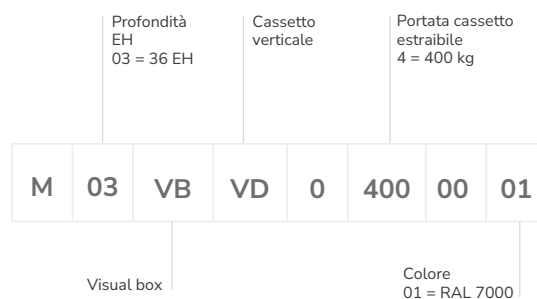 Profondità
EH
03 = 36 EH
Cassetto
verticale
Portata cassetto
estraibile
4 = 400 kg
M 03 VB VD 0 400 00 01
Visual box
Colore
01 = RAL 7000